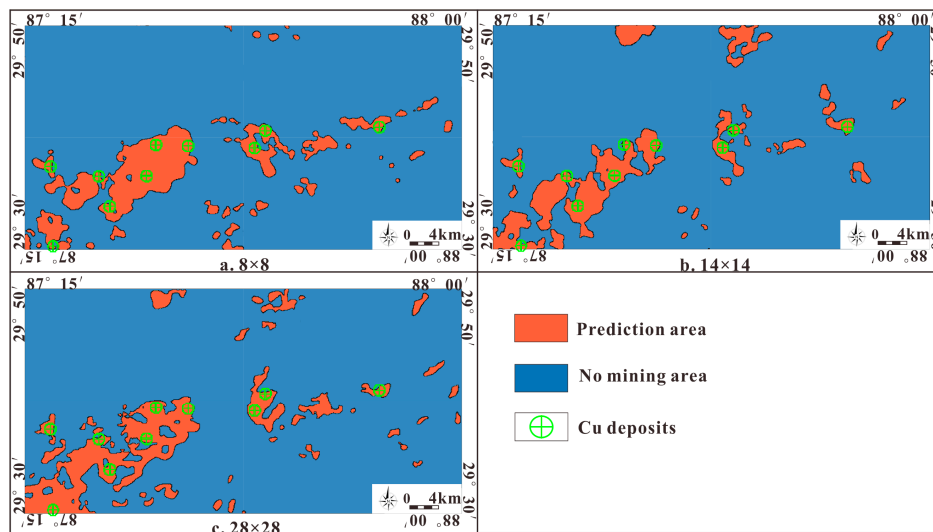 87° 15′ 88° 00′
29° 50′ 29° 50′
29° 30′ 29° 30′
0 4km
87° 15′ 88° 00′
a. 8×8
87° 15′ 88° 00′
29° 50′ 29° 50′
29° 30′
0 4km
87° 15′ 88° 00′
b. 14×14
87° 15′ 88° 00′
29° 50′ 29° 50′
29° 30′ 29° 30′
0 4km
87° 15′ 88° 00′
c. 28×28
Prediction area
No mining area
Cu deposits